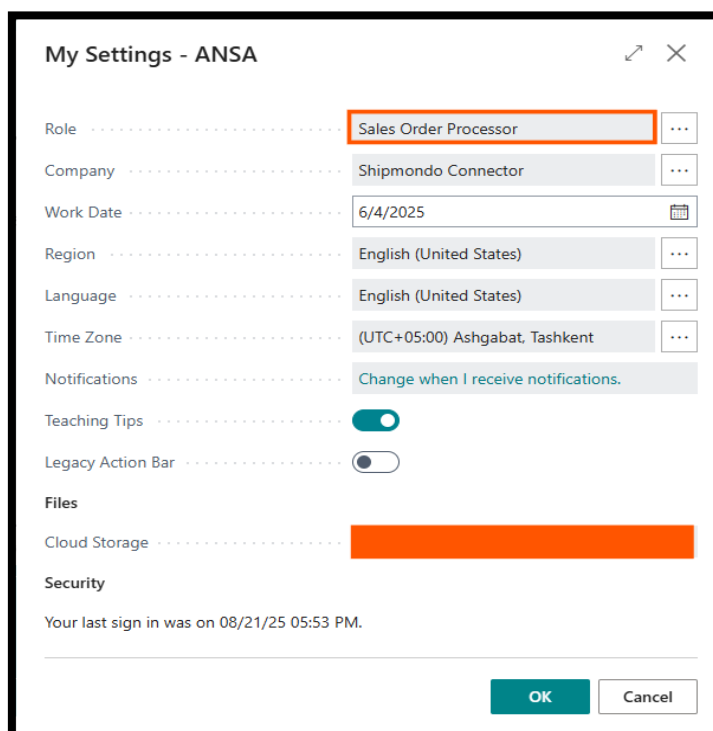 My Settings - ANSA
Role Sales Order Processor ...
Company Shipmondo Connector ...
Work Date 6/4/2025
Region English (United States) ...
Language English (United States) ...
Time Zone (UTC+05:00) Ashgabat, Tashkent ...
Notifications Change when I receive notifications.
Teaching Tips
Legacy Action Bar
Files
Cloud Storage
Security
Your last sign in was on 08/21/25 05:53 PM.
OK Cancel